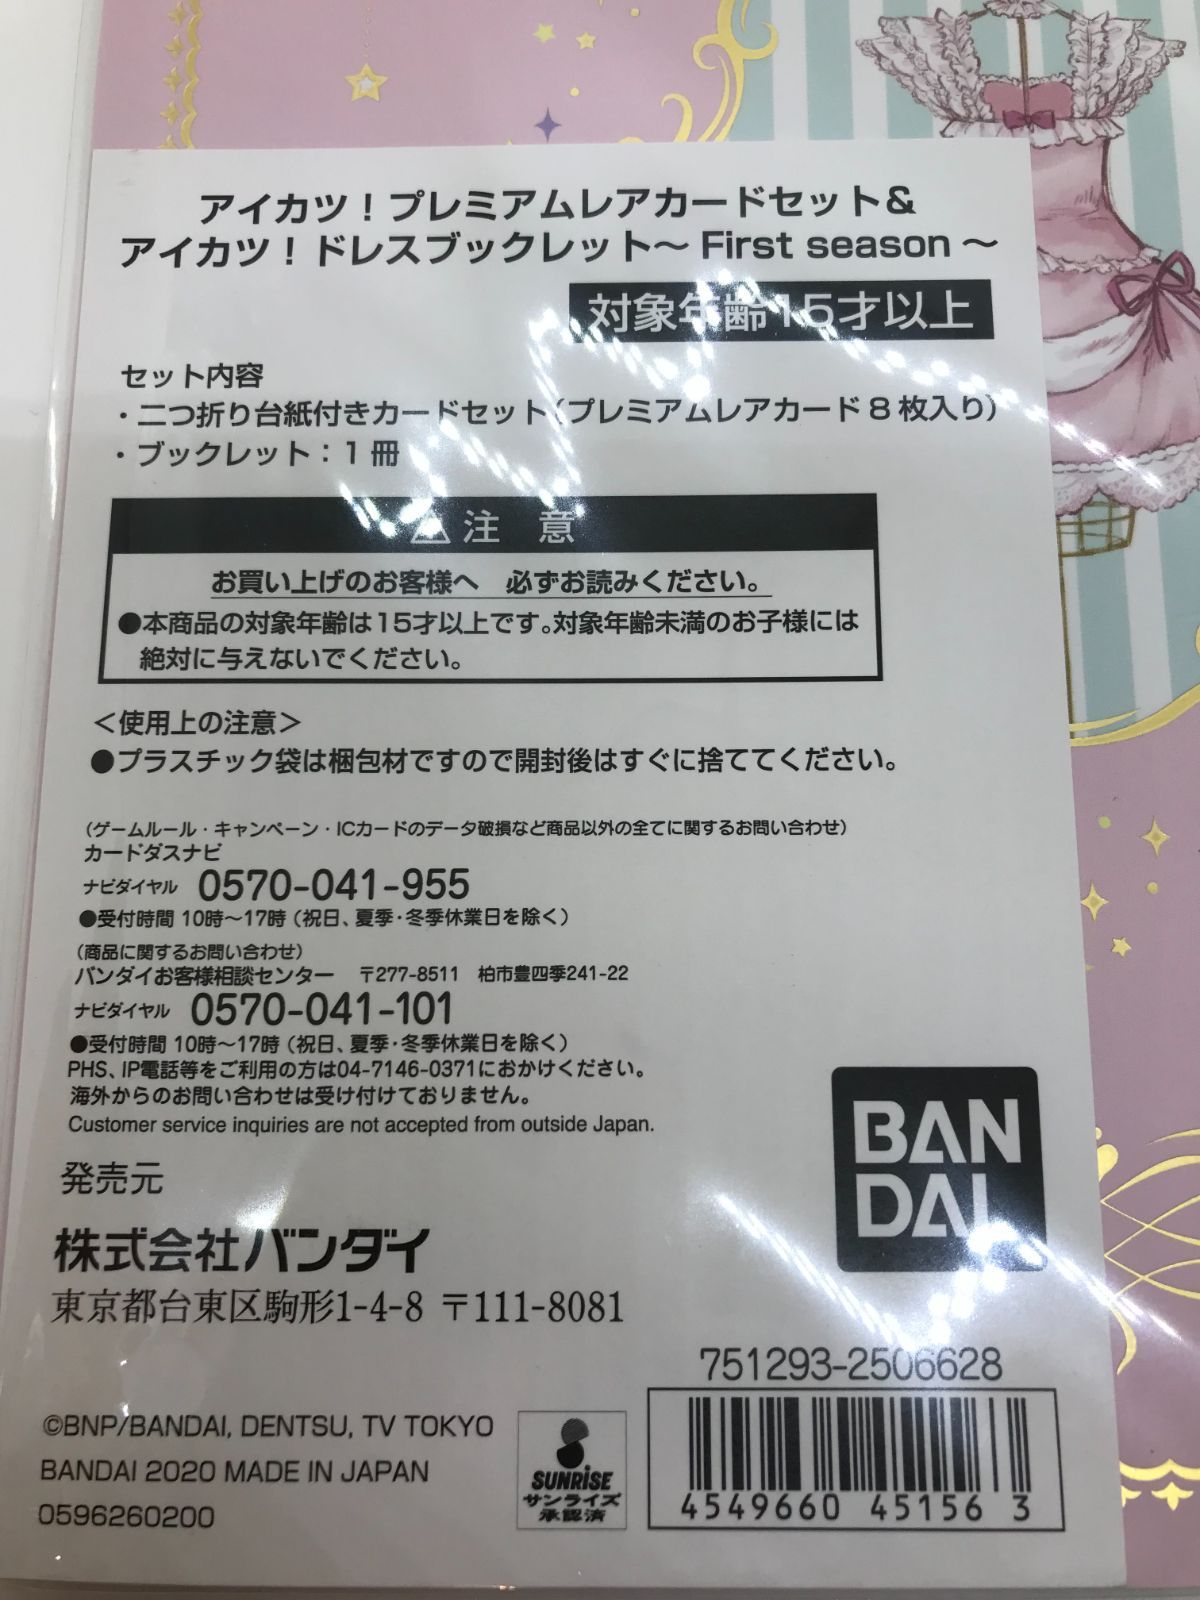 アイカツ！プレミアムレアカードセット＆
アイカツ！ドレスブックレット～ First season ～
対象年齢15才以上
セット内容
・二つ折り台紙付きカードセット（プレミアムレアカード８枚入り）
・ブックレット：１冊
⚠注 意
お買い上げのお客様へ 必ずお読みください。
●本商品の対象年齢は15才以上です。対象年齢未満のお子様には
絶対に与えないでください。
＜使用上の注意＞
●プラスチック袋は梱包材ですので開封後はすぐに捨ててください。
（ゲームルール・キャンペーン・ICカードのデータ破損など商品以外の全てに関するお問い合わせ）
カードダスナビ
ナビダイヤル 0570-041-955
●受付時間 10時～17時（祝日、夏季・冬季休業日を除く）
（商品に関するお問い合わせ）
バンダイお客様相談センター 〒277-8511 柏市豊四季241-22
ナビダイヤル 0570-041-101
●受付時間 10時～17時（祝日、夏季・冬季休業日を除く）
PHS、IP電話等をご利用の方は04-7146-0371におかけください。
海外からのお問い合わせは受け付けておりません。
Customer service inquiries are not accepted from outside Japan.
発売元
株式会社バンダイ
東京都台東区駒形1-4-8 〒111-8081
BAN
DAI
751293-2506628
©BNP/BANDAI, DENTSU, TV TOKYO
BANDAI 2020 MADE IN JAPAN
0596260200
SUNRISE
サンライズ
承認済
4549660 45156 3